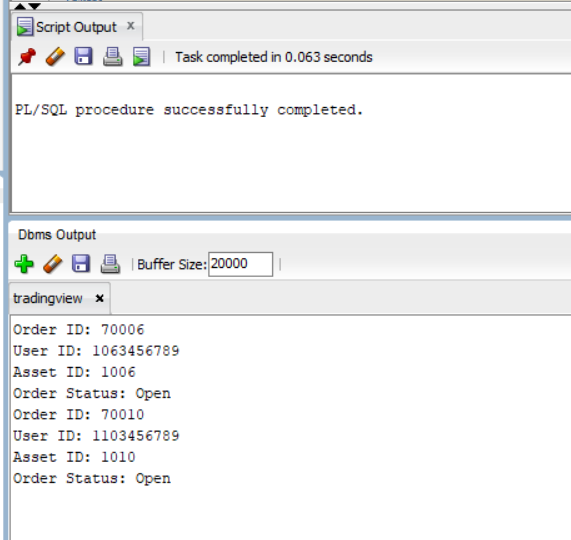 Script Output x
Task completed in 0.063 seconds
PL/SQL procedure successfully completed.
Dbms Output
Buffer Size: 20000
tradingview x
Order ID: 70006
User ID: 1063456789
Asset ID: 1006
Order Status: Open
Order ID: 70010
User ID: 1103456789
Asset ID: 1010
Order Status: Open